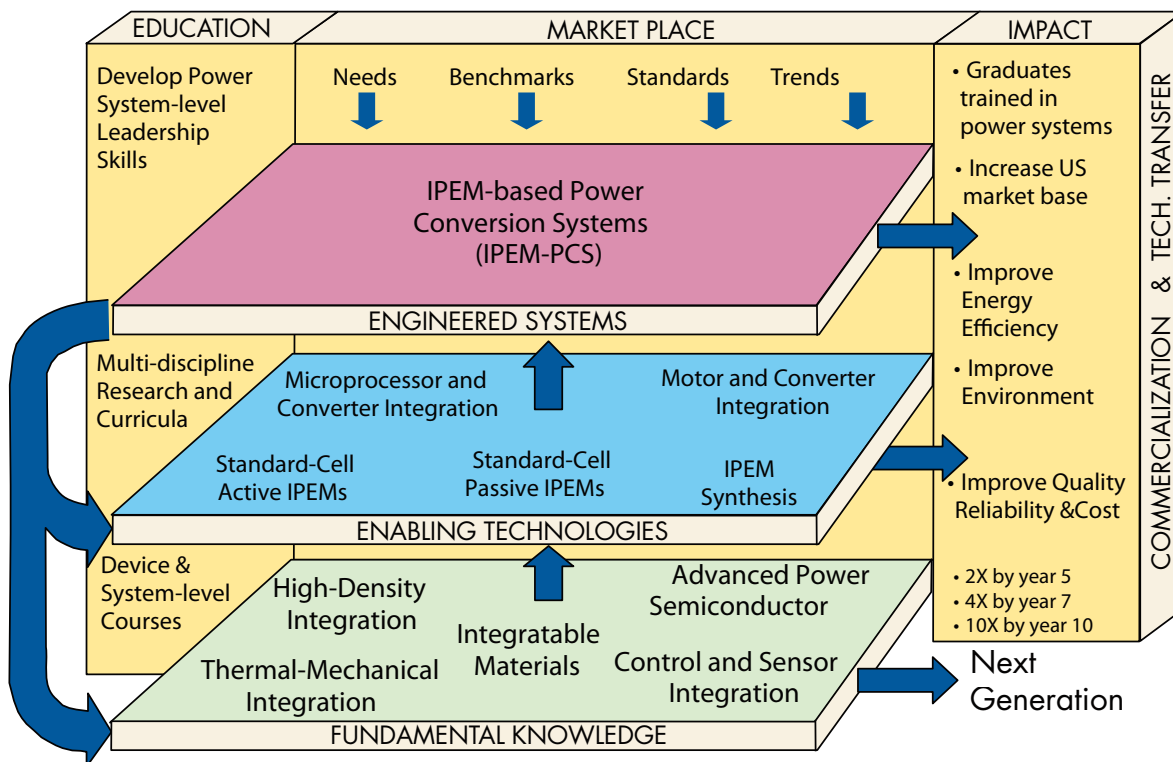 EDUCATION
MARKET PLACE
IMPACT
Develop Power
System-level
Leadership
Skills
Needs
Benchmarks
Standards
Trends
• Graduates
trained in
power systems
• Increase US
market base
• Improve
Energy
Efficiency
• Improve
Environment
• Improve Quality
Reliability &Cost
• 2X by year 5
• 4X by year 7
• 10X by year 10
COMMERCIALIZATION & TECH. TRANSFER
IPEM-based Power
Conversion Systems
(IPEM-PCS)
ENGINEERED SYSTEMS
Multi-discipline
Research and
Curricula
Microprocessor and
Converter Integration
Motor and Converter
Integration
Standard-Cell
Active IPEMs
Standard-Cell
Passive IPEMs
IPEM
Synthesis
ENABLING TECHNOLOGIES
Device &
System-level
Courses
High-Density
Integration
Advanced Power
Semiconductor
Integratable
Materials
Thermal-Mechanical
Integration
Control and Sensor
Integration
FUNDAMENTAL KNOWLEDGE
Next
Generation